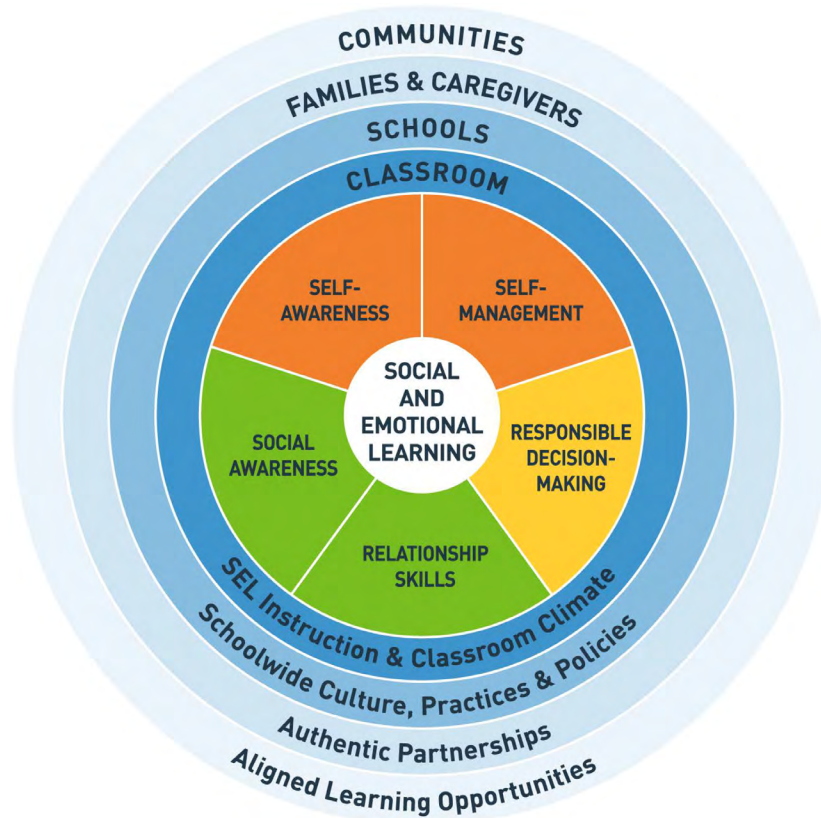 COMMUNITIES
FAMILIES & CAREGIVERS
SCHOOLS
CLASSROOM
SELF-
AWARENESS
SELF-
MANAGEMENT
SOCIAL
AND
EMOTIONAL
LEARNING
SOCIAL
AWARENESS
RESPONSIBLE
DECISION-
MAKING
RELATIONSHIP
SKILLS
SEL Instruction & Classroom Climate
Schoolwide Culture, Practices & Policies
Authentic Partnerships
Aligned Learning Opportunities